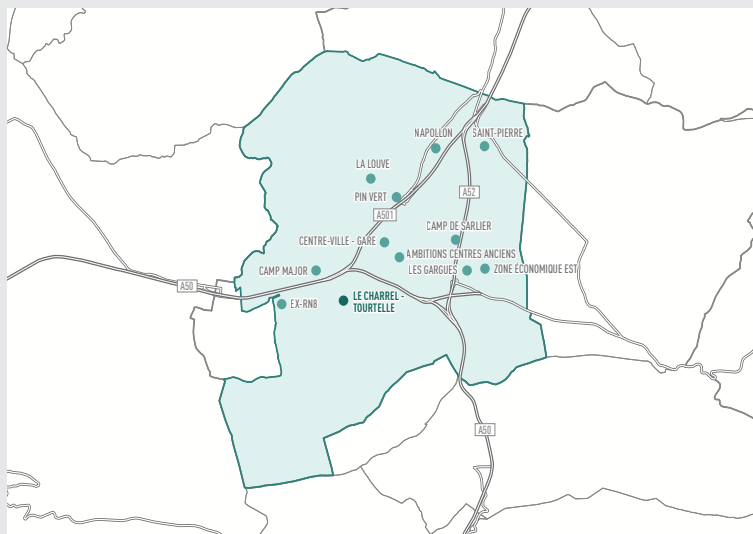 NAPOLLON
SAINT-PIERRE
LA LOUVE
PIN VERT
A52
A501
CAMP DE SARLIER
CENTRE-VILLE - GARE
AMBITIONS CENTRES ANCIENS
CAMP MAJOR
LES GARGUES
ZONE ÉCONOMIQUE EST
A50
EX-RN8
LE CHARREL -
TOURTELLE
A50